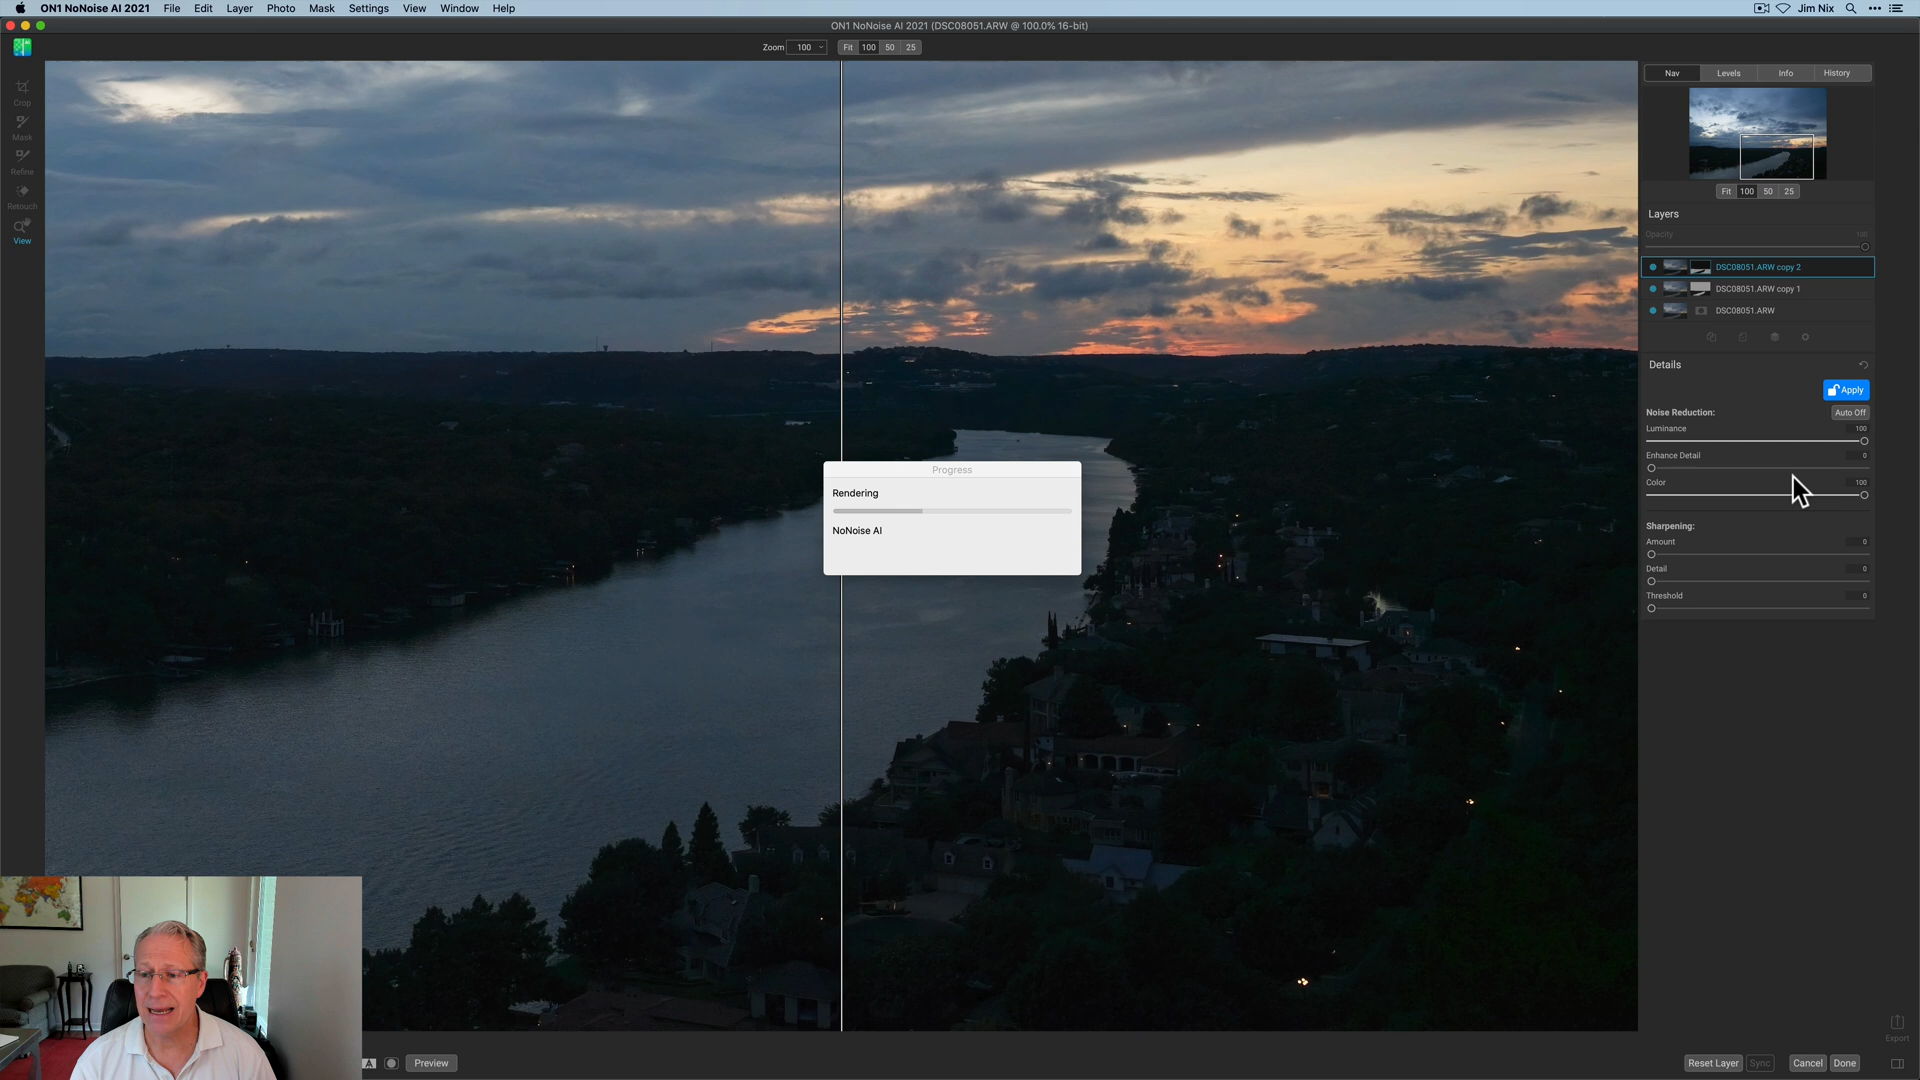 ON1 NoNoise AI 2021 File Edit Layer Photo Mask Settings View Window Help Jim Nix
ON1 NoNoise AI 2021 (DSC08051.ARW @ 100.0% 16-bit)
Zoom 100 Fit 100 50 25
Crop
Mask
Refine
Retouch
View
Nav Levels Info History
Fit 100 50 25
Layers
Opacity 100
DSC08051.ARW copy 2
DSC08051.ARW copy 1
DSC08051.ARW
Details
Apply
Noise Reduction: Auto Off
Luminance 100
Enhance Detail 0
Color 100
Sharpening:
Amount 0
Detail 0
Threshold 0
Progress
Rendering
NoNoise AI
Export
A Preview
Reset Layer Sync Cancel Done